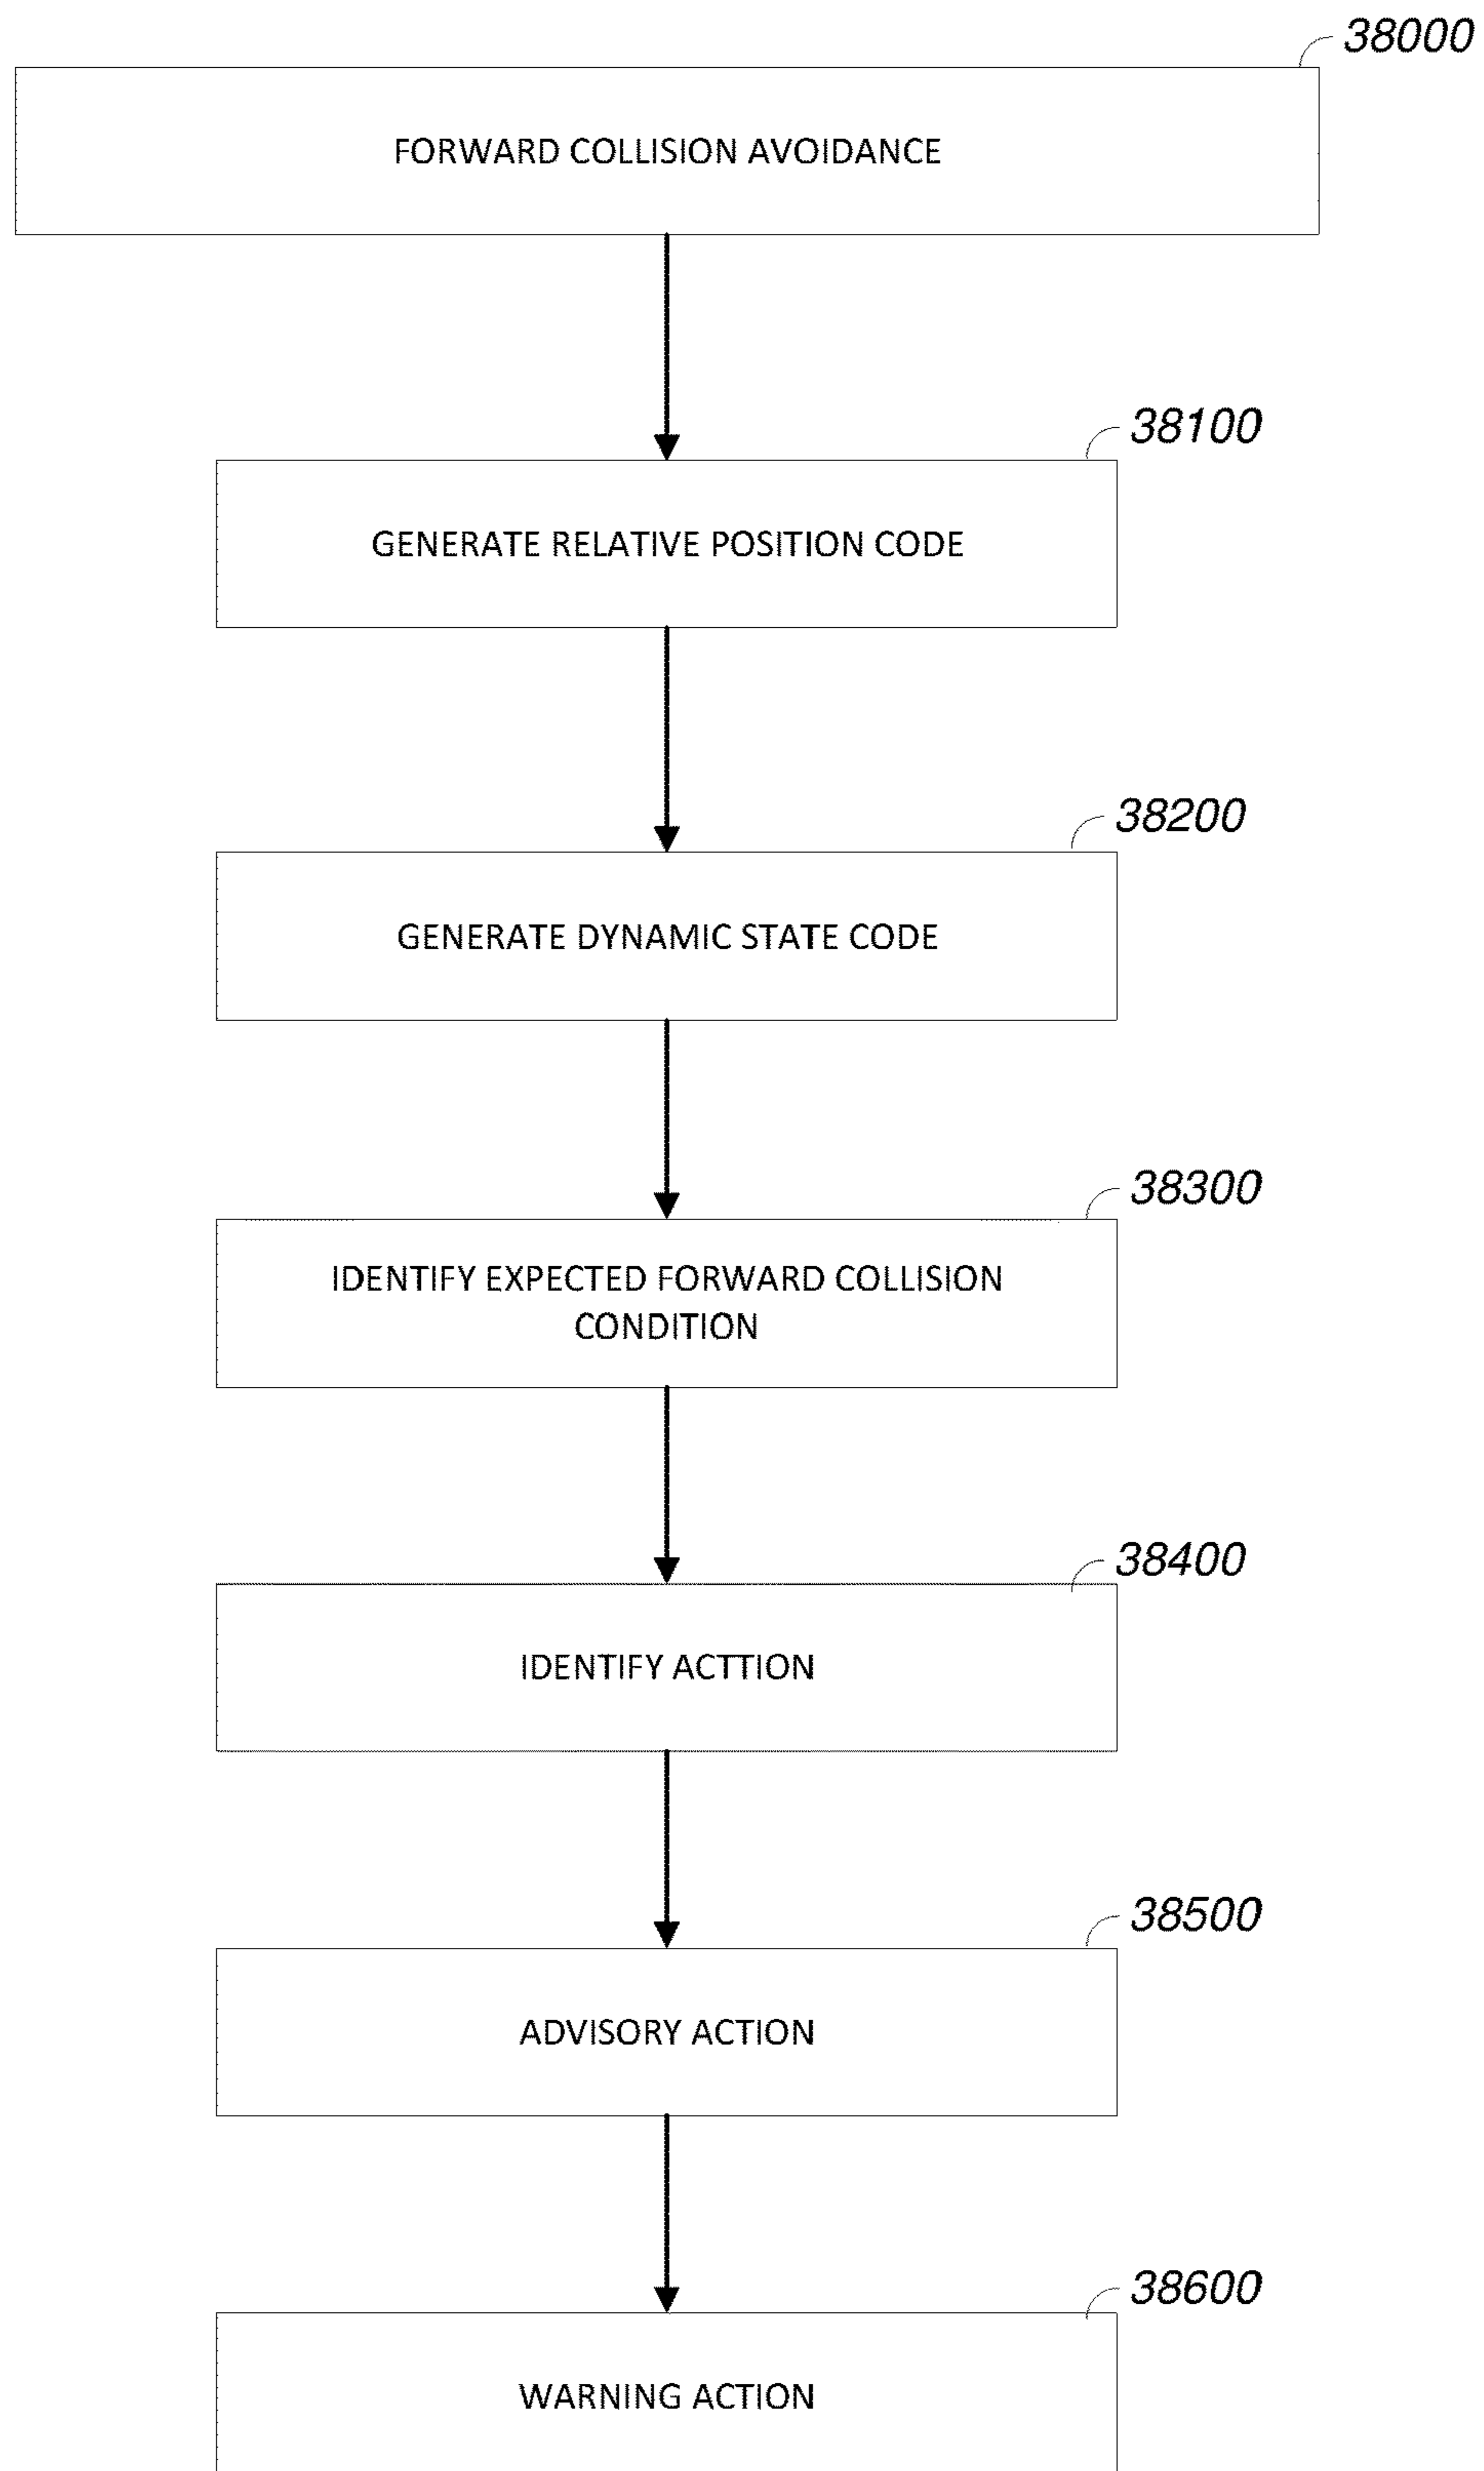 38000
FORWARD COLLISION AVOIDANCE
38100
GENERATE RELATIVE POSITION CODE
38200
GENERATE DYNAMIC STATE CODE
38300
IDENTIFY EXPECTED FORWARD COLLISION
CONDITION
38400
IDENTIFY ACTTION
38500
ADVISORY ACTION
38600
WARNING ACTION